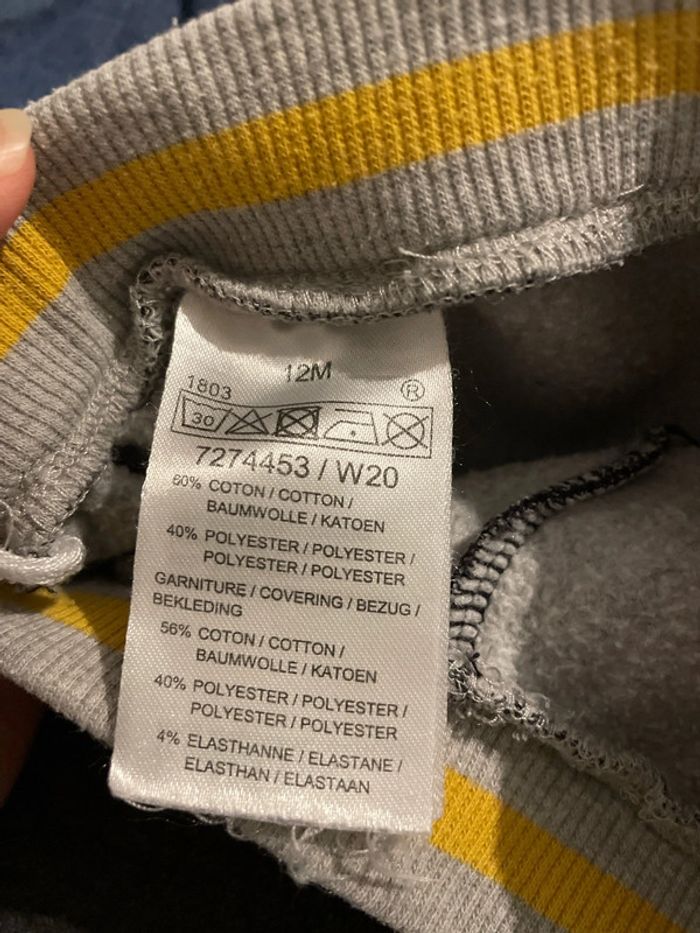 12M
1803
®
30
7274453 / W20
60% COTON / COTTON /
BAUMWOLLE / KATOEN
40% POLYESTER / POLYESTER /
POLYESTER / POLYESTER
GARNITURE / COVERING / BEZUG /
BEKLEDING
56% COTON / COTTON /
BAUMWOLLE / KATOEN
40% POLYESTER / POLYESTER /
POLYESTER / POLYESTER
4% ELASTHANNE / ELASTANE /
ELASTHAN / ELASTAAN